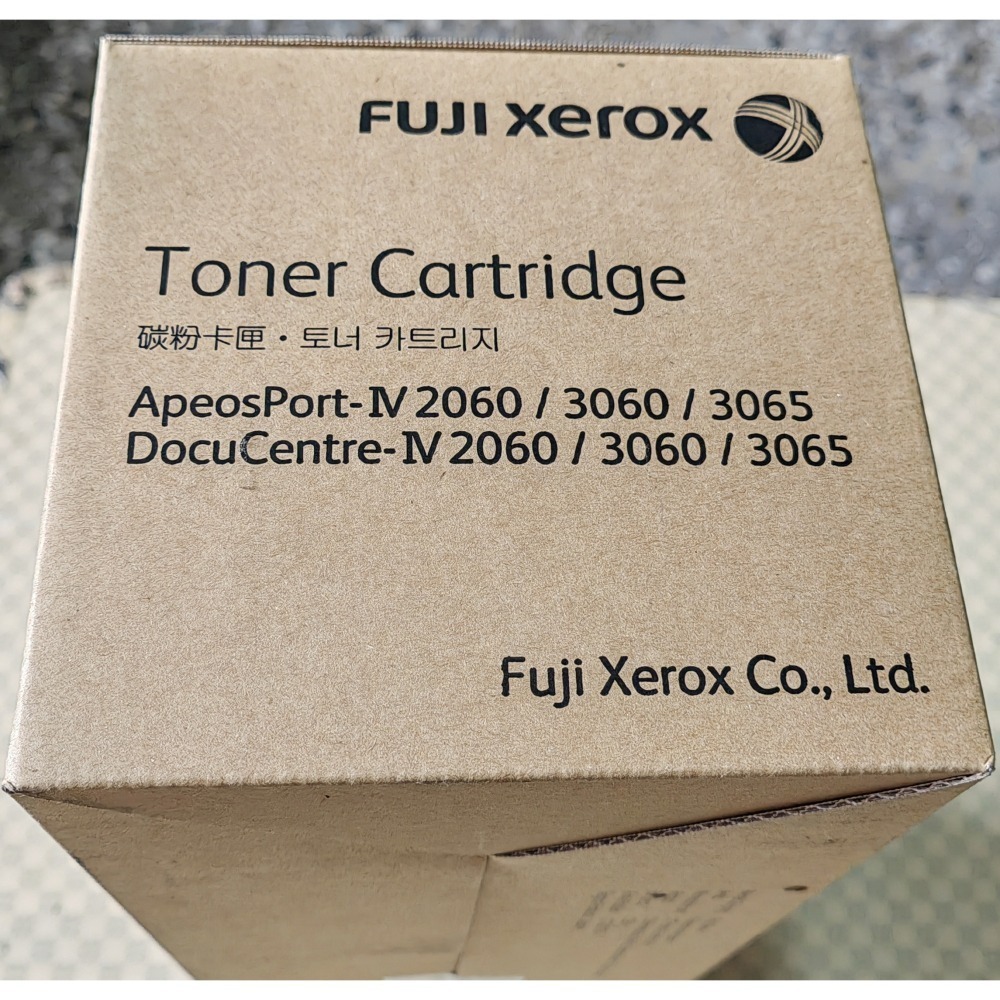 FUJI xerox
Toner Cartridge
碳粉卡匣・토너 카트리지
ApeosPort-Ⅳ 2060 / 3060 / 3065
DocuCentre-Ⅳ 2060 / 3060 / 3065
Fuji Xerox Co., Ltd.